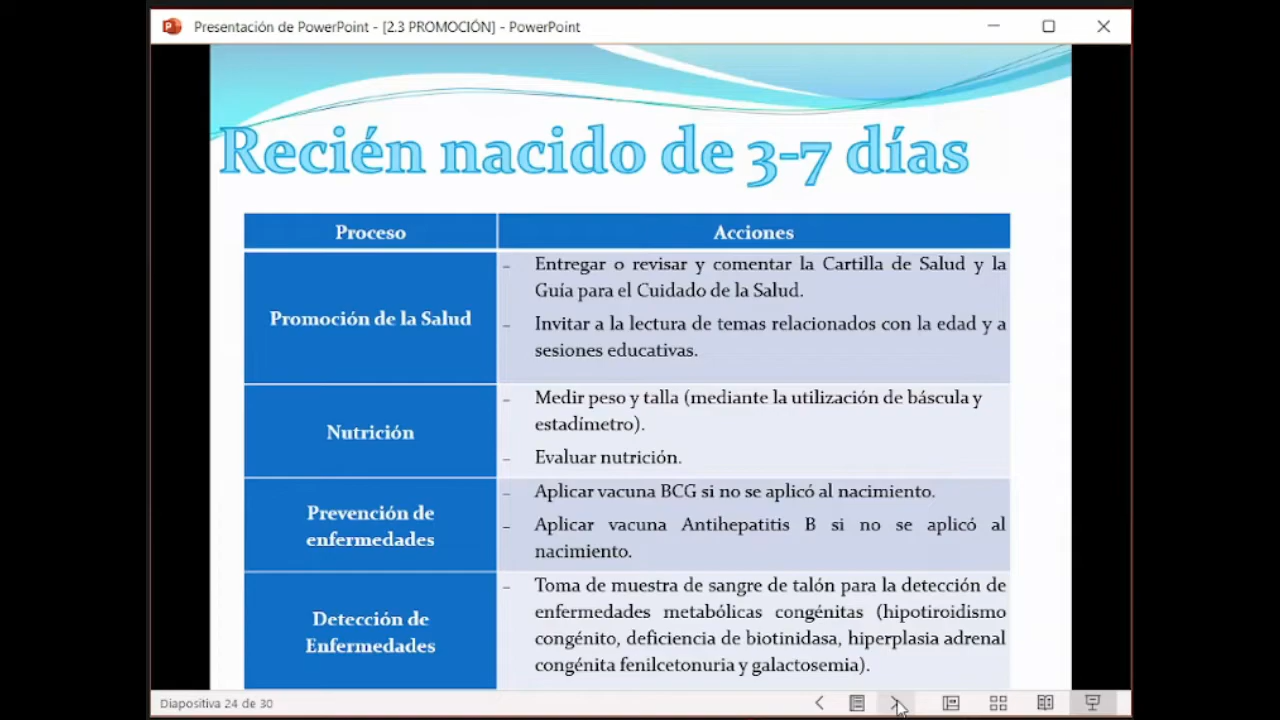 Presentación de PowerPoint - [2.3 PROMOCIÓN] - PowerPoint
Recién nacido de 3-7 días
Proceso
Acciones
Promoción de la Salud
- Entregar o revisar y comentar la Cartilla de Salud y la
Guía para el Cuidado de la Salud.
- Invitar a la lectura de temas relacionados con la edad y a
sesiones educativas.
Nutrición
- Medir peso y talla (mediante la utilización de báscula y
estadímetro).
- Evaluar nutrición.
Prevención de
enfermedades
- Aplicar vacuna BCG si no se aplicó al nacimiento.
- Aplicar vacuna Antihepatitis B si no se aplicó al
nacimiento.
Detección de
Enfermedades
- Toma de muestra de sangre de talón para la detección de
enfermedades metabólicas congénitas (hipotiroidismo
congénito, deficiencia de biotinidasa, hiperplasia adrenal
congénita fenilcetonuria y galactosemia).
Diapositiva 24 de 30